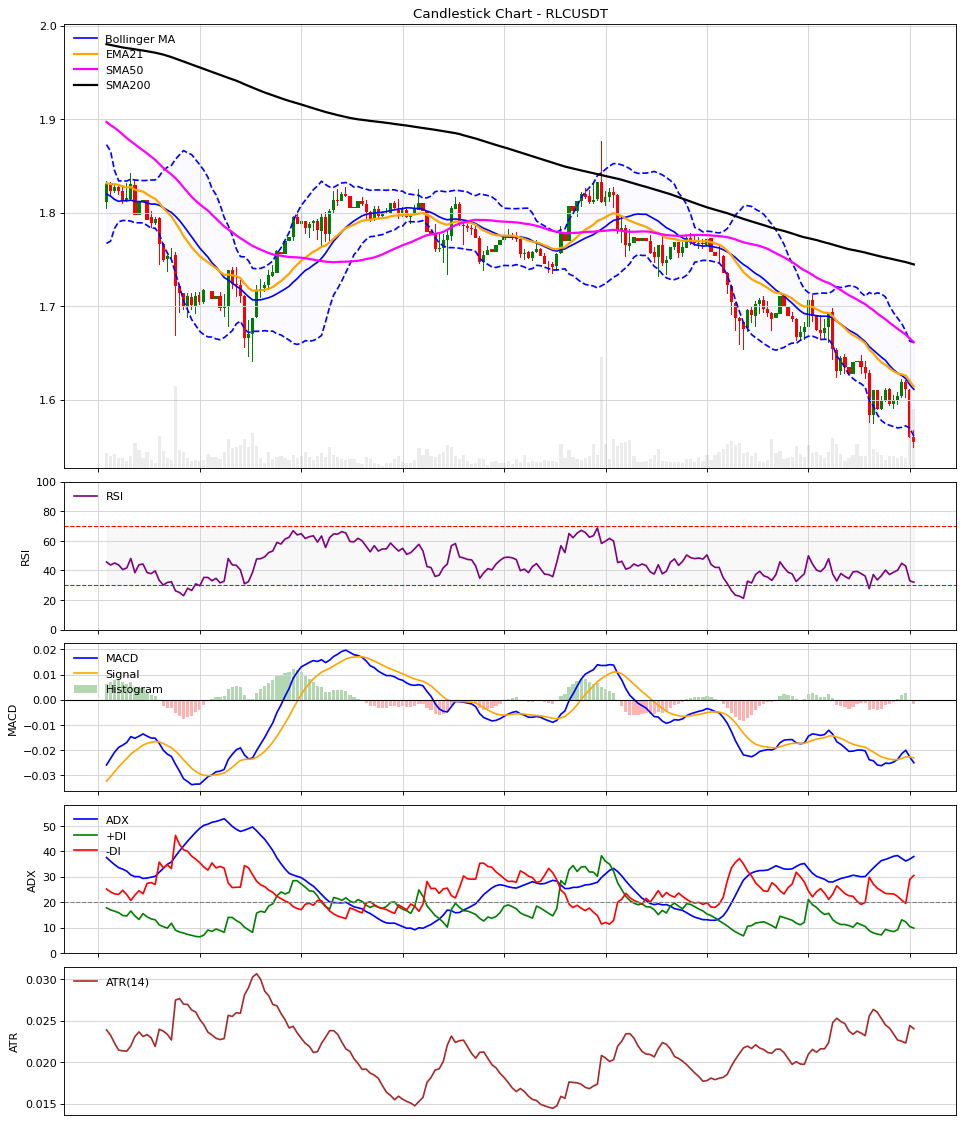 Candlestick Chart - RLCUSDT
2.0
1.9
1.8
1.7
1.6
Bollinger MA
EMA21
SMA50
SMA200
100
80
60
40
20
0
RSI
RSI
0.02
0.01
0.00
−0.01
−0.02
−0.03
MACD
MACD
Signal
Histogram
50
40
30
20
10
0
ADX
ADX
+DI
-DI
0.030
0.025
0.020
0.015
ATR
ATR(14)